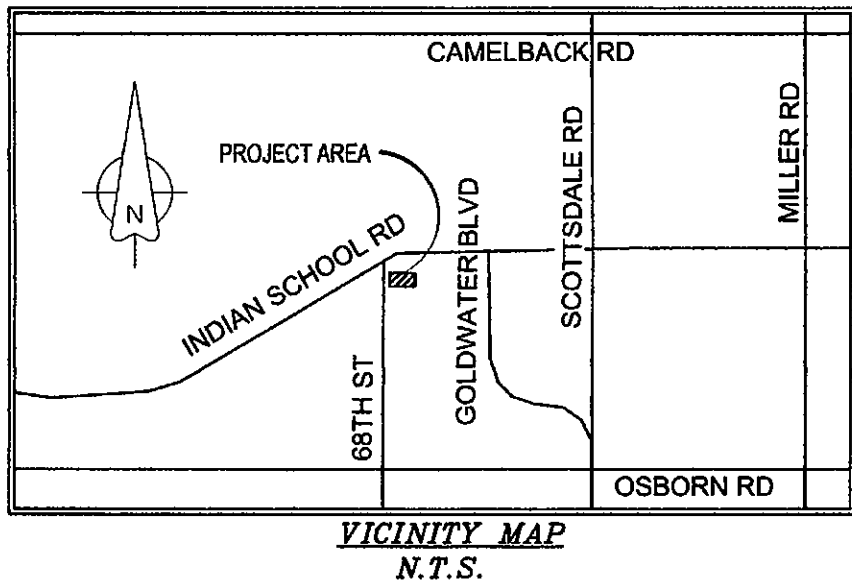 CAMELBACK RD
MILLER RD
SCOTTSDALE RD
PROJECT AREA
GOLDWATER BLVD
N
INDIAN SCHOOL RD
68TH ST
OSBORN RD
VICINITY MAP
N.T.S.